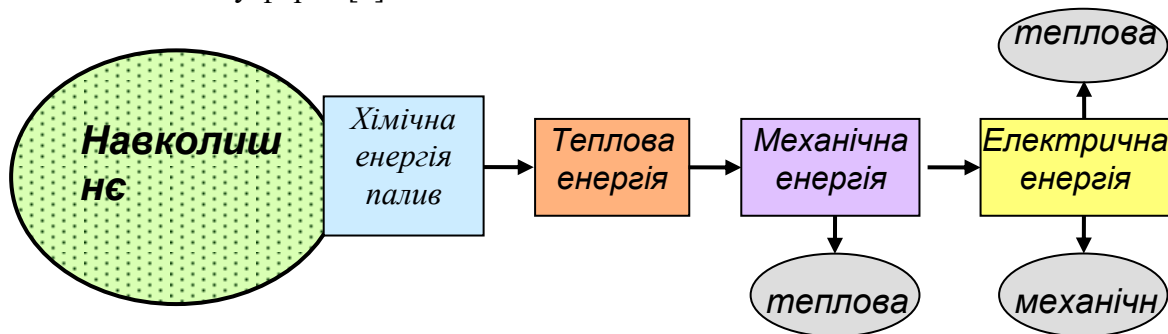 теплова
Навколиш
нє
Хімічна
енергія
палив
Теплова
енергія
Механічна
енергія
Електрична
енергія
теплова
механічн